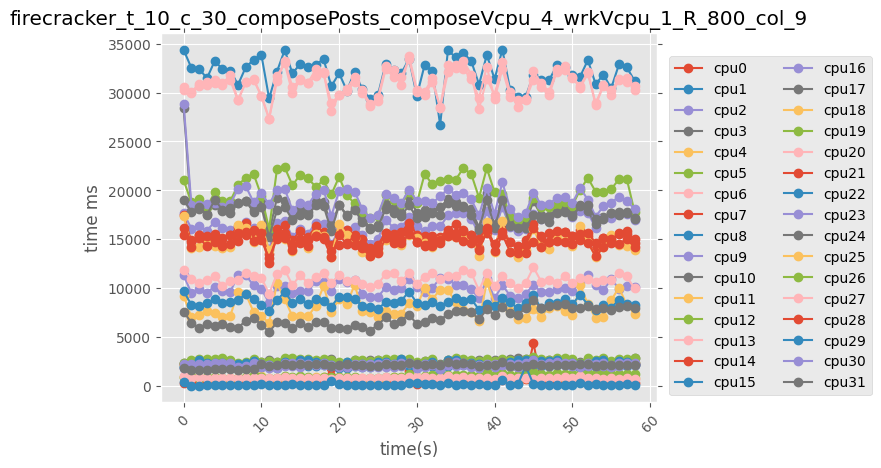 firecracker_t_10_c_30_composePosts_composeVcpu_4_wrkVcpu_1_R_800_col_9
time ms
35000
30000
25000
20000
15000
10000
5000
0
0 10 20 30 40 50 60
time(s)
cpu0 cpu16
cpu1 cpu17
cpu2 cpu18
cpu3 cpu19
cpu4 cpu20
cpu5 cpu21
cpu6 cpu22
cpu7 cpu23
cpu8 cpu24
cpu9 cpu25
cpu10 cpu26
cpu11 cpu27
cpu12 cpu28
cpu13 cpu29
cpu14 cpu30
cpu15 cpu31